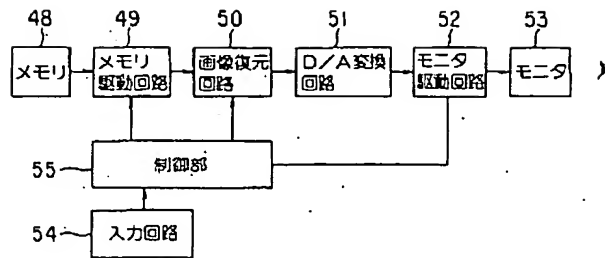 48 49 50 51 52 53
メモリ
メモリ
駆動回路
画像復元
回路
D/A変換
回路
モニタ
駆動回路
モニタ
制御部
55
入力回路
54